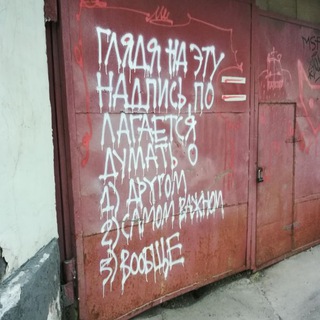 ГЛЯДЯ НА ЭТУ
НАДПИСЬ, ПО
ЛАГАЕТСЯ
ДУМАТЬ О
1) ДРУГОМ
2) САМОМ ВАЖНОМ
3) ВООБЩЕ